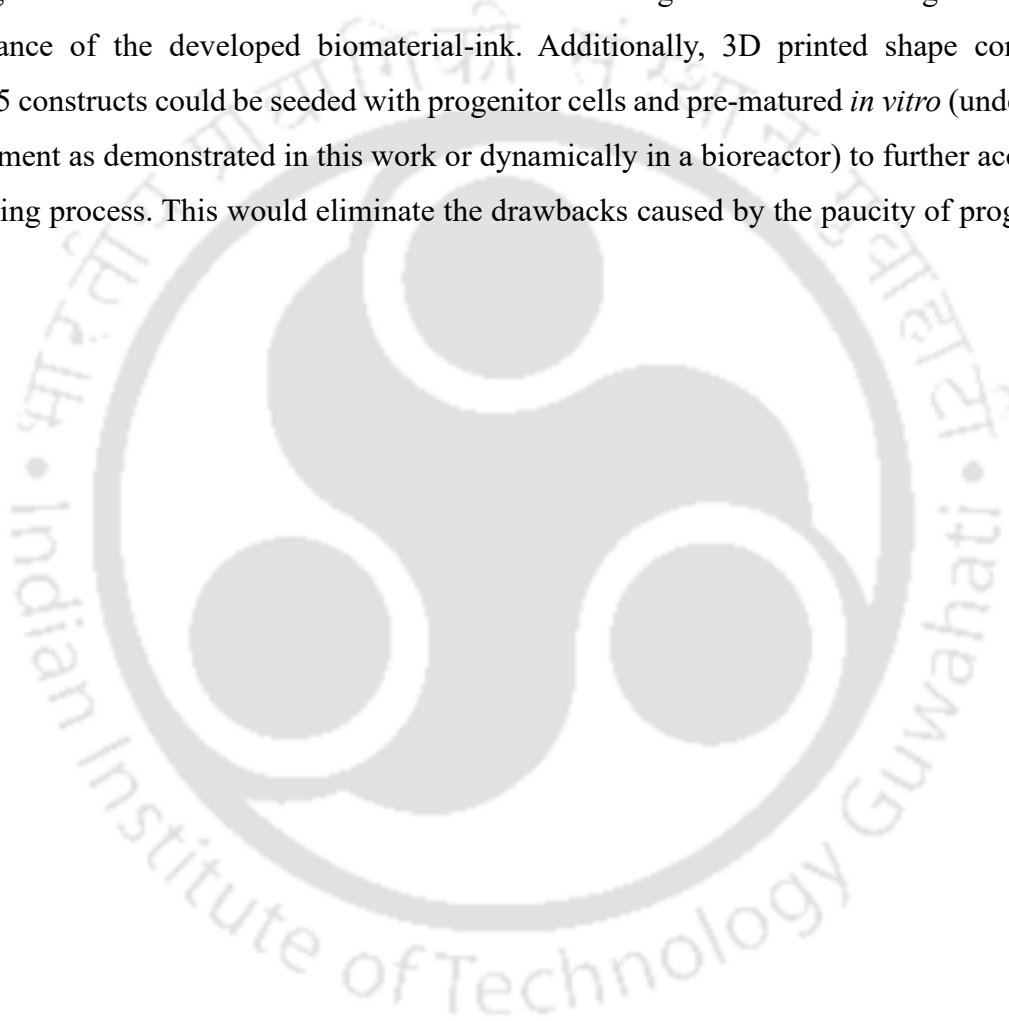 ance of the developed biomaterial-ink. Additionally, 3D printed shape con
5 constructs could be seeded with progenitor cells and pre-matured in vitro (und
ment as demonstrated in this work or dynamically in a bioreactor) to further ac
ing process. This would eliminate the drawbacks caused by the paucity of prog
• Indian Institute of Technology Guwahati •